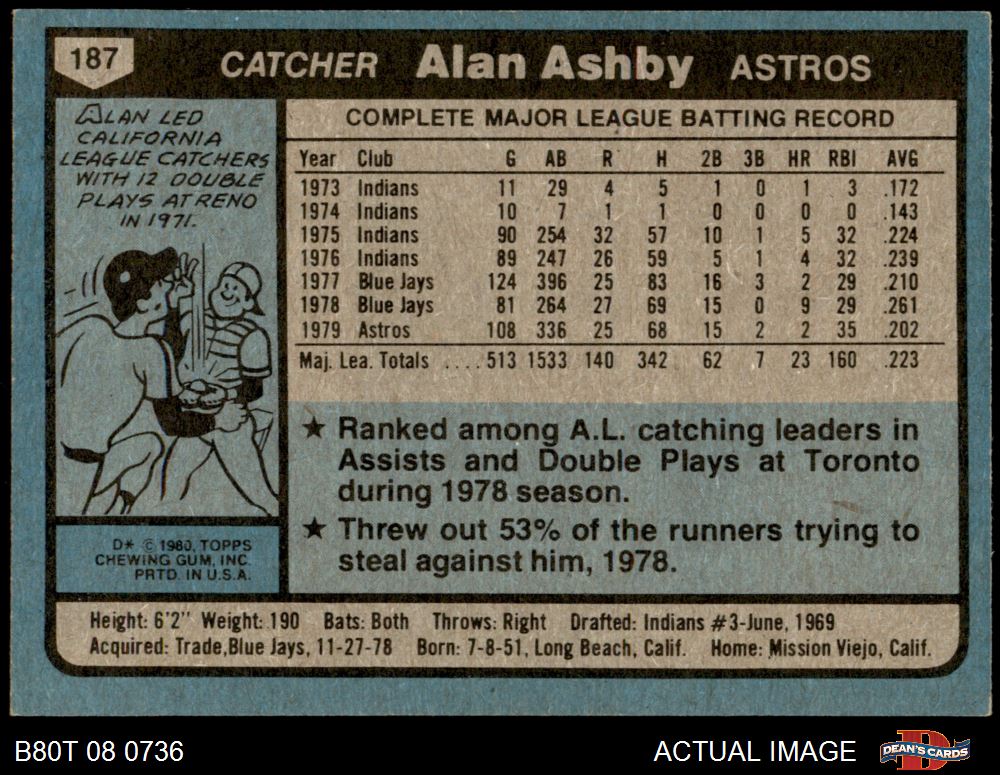 187
CATCHER Alan Ashby ASTROS
ALAN LED
CALIFORNIA
LEAGUE CATCHERS
WITH 12 DOUBLE
PLAYS AT RENO
IN 1971.
COMPLETE MAJOR LEAGUE BATTING RECORD
Year Club G AB R H 2B 3B HR RBI AVG
1973 Indians 11 29 4 5 1 0 1 3 .172
1974 Indians 10 7 1 1 0 0 0 0 .143
1975 Indians 90 254 32 57 10 1 5 32 .224
1976 Indians 89 247 26 59 5 1 4 32 .239
1977 Blue Jays 124 396 25 83 16 3 2 29 .210
1978 Blue Jays 81 264 27 69 15 0 9 29 .261
1979 Astros 108 336 25 68 15 2 2 35 .202
Maj. Lea. Totals .... 513 1533 140 342 62 7 23 160 .223
★ Ranked among A.L. catching leaders in
Assists and Double Plays at Toronto
during 1978 season.
★ Threw out 53% of the runners trying to
steal against him, 1978.
D* © 1980, TOPPS
CHEWING GUM, INC.
PRTD. IN U.S.A.
Height: 6'2" Weight: 190 Bats: Both Throws: Right Drafted: Indians #3-June, 1969
Acquired: Trade,Blue Jays, 11-27-78 Born: 7-8-51, Long Beach, Calif. Home: Mission Viejo, Calif.
B80T 08 0736
ACTUAL IMAGE
DEAN'S CARDS